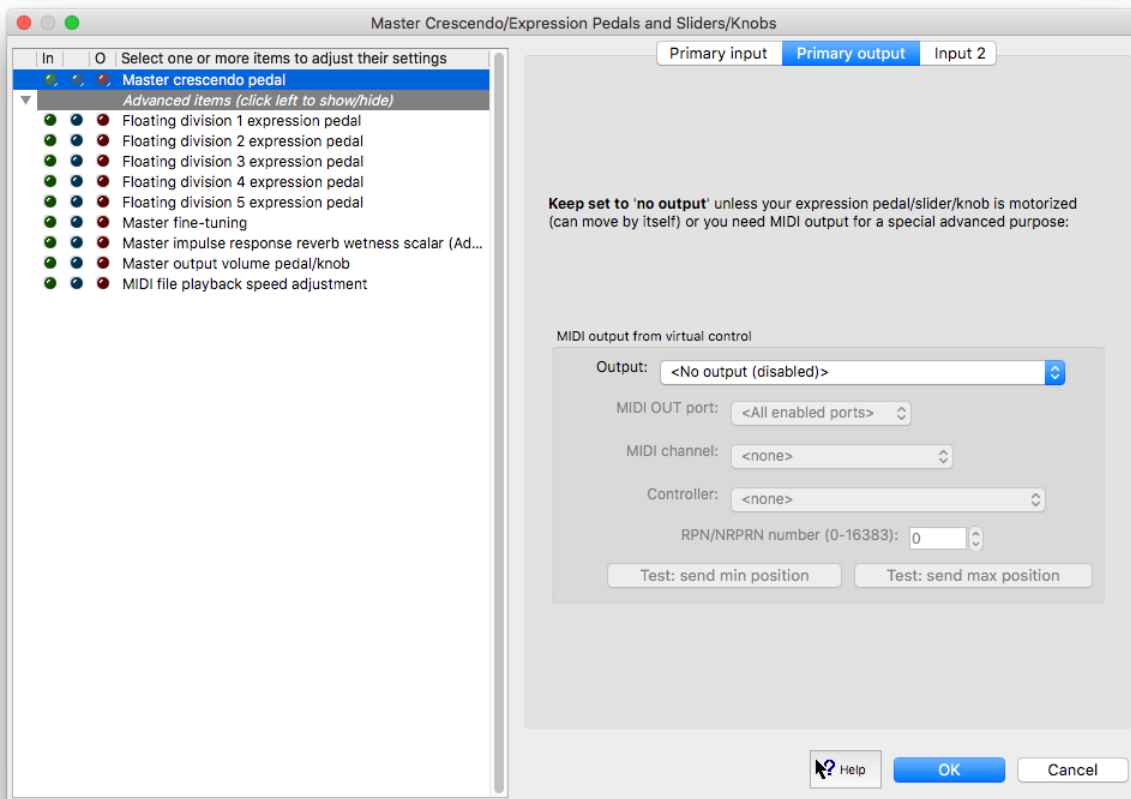 Master Crescendo/Expression Pedals and Sliders/Knobs
In O Select one or more items to adjust their settings
Master crescendo pedal
Advanced items (click left to show/hide)
Floating division 1 expression pedal
Floating division 2 expression pedal
Floating division 3 expression pedal
Floating division 4 expression pedal
Floating division 5 expression pedal
Master fine-tuning
Master impulse response reverb wetness scalar (Ad...
Master output volume pedal/knob
MIDI file playback speed adjustment
Primary input Primary output Input 2
Keep set to 'no output' unless your expression pedal/slider/knob is motorized
(can move by itself) or you need MIDI output for a special advanced purpose:
MIDI output from virtual control
Output: <No output (disabled)>
MIDI OUT port: <All enabled ports>
MIDI channel: <none>
Controller: <none>
RPN/NRPRN number (0-16383): 0
Test: send min position Test: send max position
? Help OK Cancel